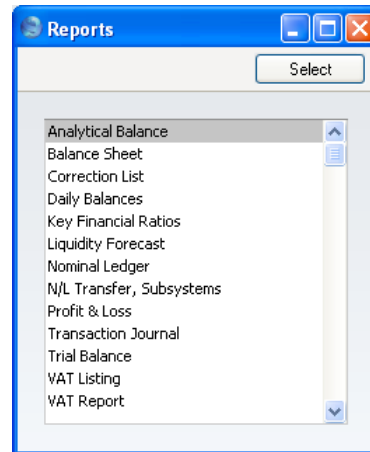 Reports
Select
Analytical Balance
Balance Sheet
Correction List
Daily Balances
Key Financial Ratios
Liquidity Forecast
Nominal Ledger
N/L Transfer, Subsystems
Profit & Loss
Transaction Journal
Trial Balance
VAT Listing
VAT Report